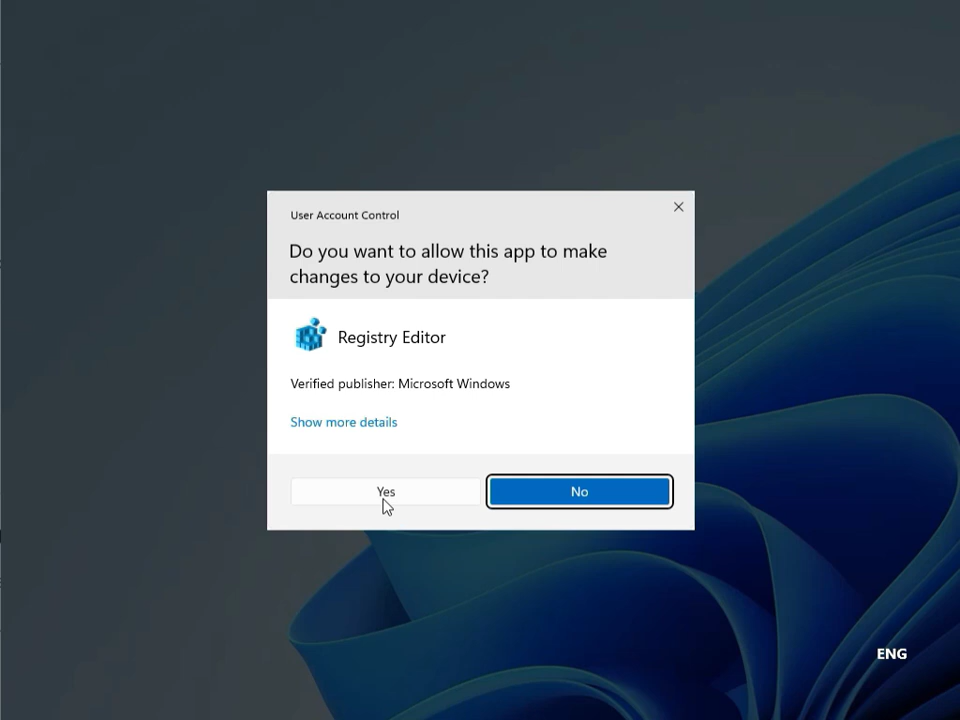 User Account Control
Do you want to allow this app to make
changes to your device?
Registry Editor
Verified publisher: Microsoft Windows
Show more details
Yes
No
ENG